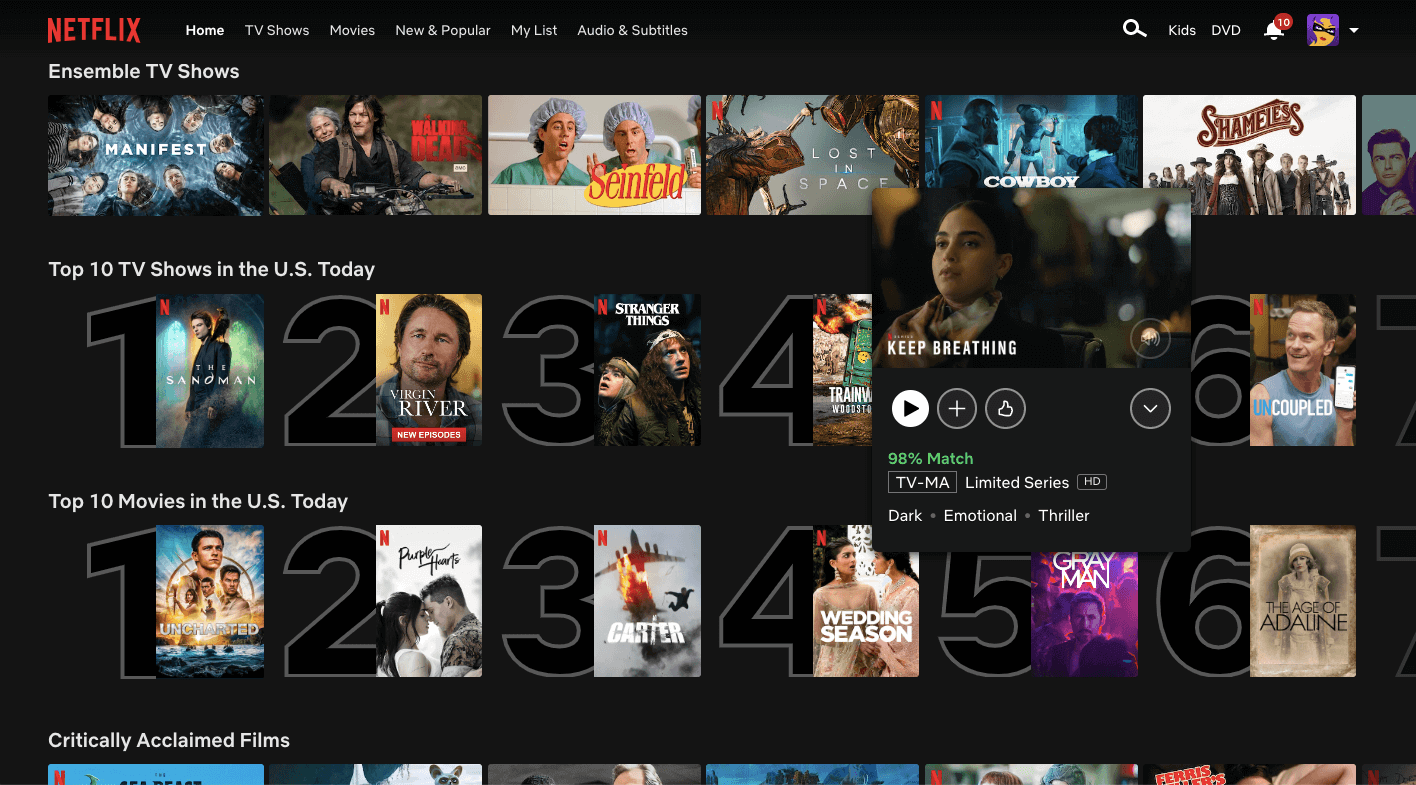 NETFLIX
Home TV Shows Movies New & Popular My List Audio & Subtitles
Kids DVD 10
Ensemble TV Shows
MANIFEST
THE WALKING DEAD
AMC
Seinfeld
N
LOST
IN
SPACE
N
COWBOY
SHAMELESS
Top 10 TV Shows in the U.S. Today
1
N
THE
SANDMAN
2
N
VIRGIN
RIVER
NEW EPISODES
3
N
STRANGER
THINGS
4
N
TRAINW
WOODSTO
KEEP BREATHING
98% Match
TV-MA Limited Series HD
Dark • Emotional • Thriller
6
N
UNCOUPLED
7
Top 10 Movies in the U.S. Today
1
UNCHARTED
2
N
Purple Hearts
3
N
CARTER
4
N
WEDDING
SEASON
5
GRAY
MAN
6
THE AGE OF
ADALINE
7
Critically Acclaimed Films
N
THE
SEA BEAST
N
FERRIS
BUELLER'S